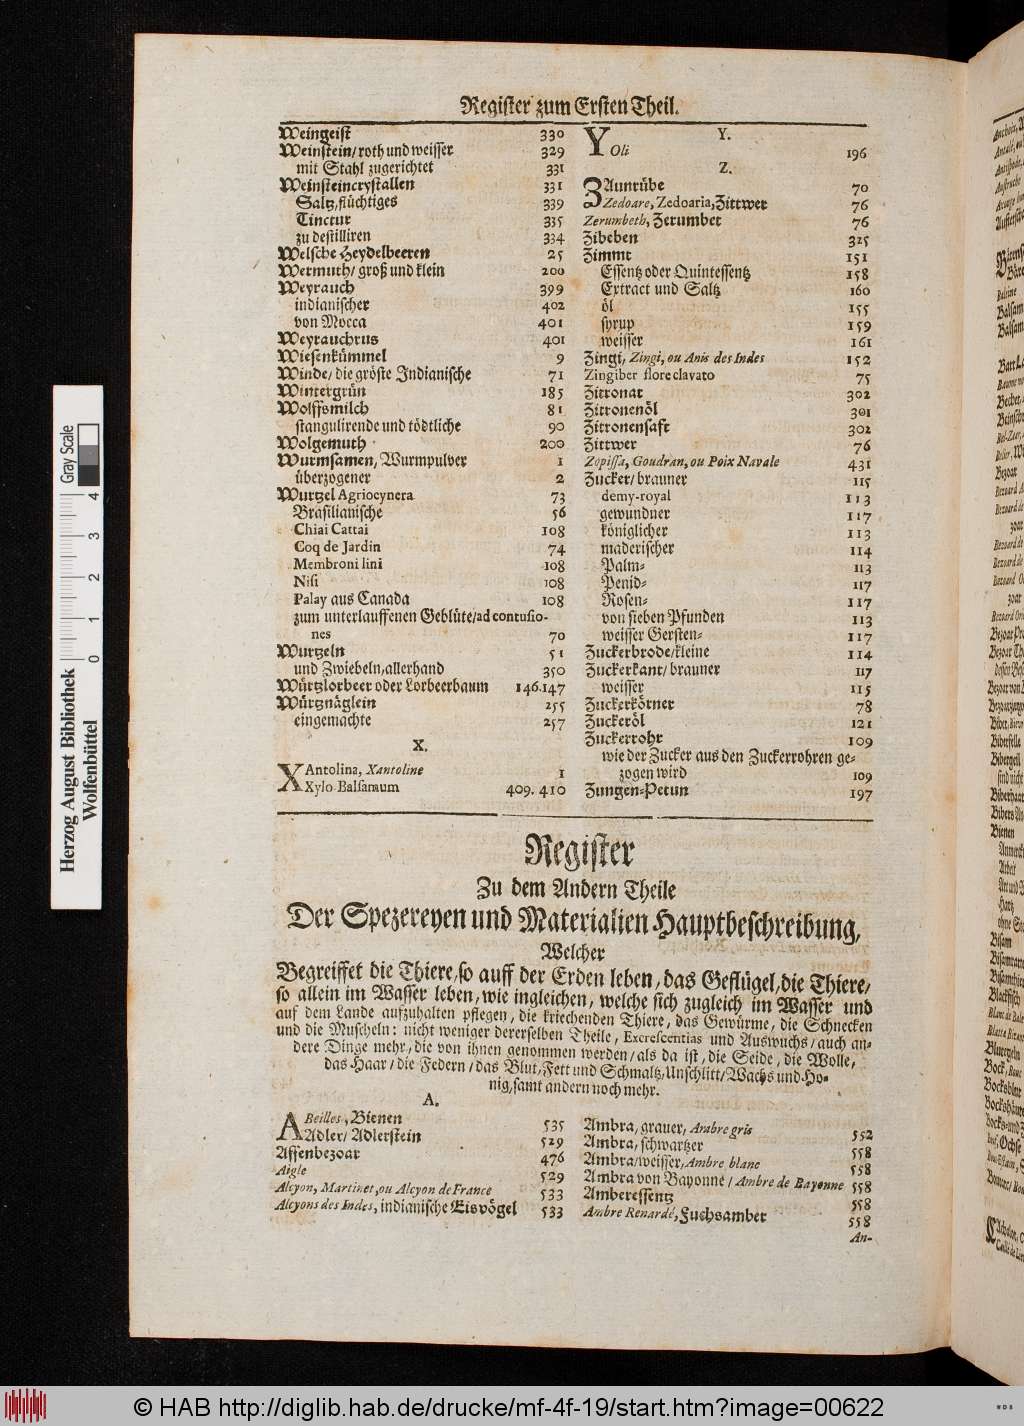 Register zum Ersten Theil.
Weingeist 330
Weinstein/ roth und weisser 329
mit Stahl zugerichtet 331
Weinsteincrystallen 331
Saltz, flüchtiges 339
Tinctur 335
zu destilliren 334
Welsche Heydelbeeren 25
Wermuth/ groß und klein 200
Weyrauch 399
indianischer 402
von Mocca 401
Weyrauchrus 401
Wiesenkümmel 9
Winde/ die gröste Indianische 71
Wintergrün 185
Wolffsmilch 81
stangulirende und tödtliche 90
Wolgemuth 200
Wurmsamen, Wurmpulver 1
überzogener 2
Wurtzel Agriocynera 73
Brasilianische 56
Chiai Cattai 108
Coq de Jardin 74
Membroni lini 108
Nisi 108
Palay aus Canada 108
zum unterlauffenen Geblüte/ad contusio-
nes 70
Wurtzeln 51
und Zwiebeln, allerhand 350
Würtzlorbeer oder Lorbeerbaum 146.147
Würtznäglein 255
eingemachte 257
X.
XAntolina, Xantoline 1
Xylo-Balsamum 409. 410
Y.
YOli 196
Z.
ZAunrübe 70
Zedoare, Zedoaria, Zittwer 76
Zerumbeth, Zerumbet 76
Zibeben 325
Zimmt 151
Essentz oder Quintessentz 158
Extract und Saltz 160
öl 155
syrup 159
weisser 161
Zingi, Zingi, ou Anis des Indes 152
Zingiber flore clavato 75
Zitronat 302
Zitronenöl 301
Zitronensaft 302
Zittwer 76
Zopissa, Goudran, ou Poix Navale 431
Zucker/ brauner 115
demy-royal 113
gewundner 117
königlicher 113
maderischer 114
Palm- 113
Penid- 117
Rosen- 117
von sieben Pfunden 113
weisser Gersten- 117
Zuckerbrode/kleine 114
Zuckerkant/ brauner 117
weisser 115
Zuckerkörner 78
Zuckeröl 121
Zuckerrohr 109
wie der Zucker aus den Zuckerrohren ge-
zogen wird 109
Zungen-Petun 197
Register
Zu dem Andern Theile
Der Spezereyen und Materialien Hauptbeschreibung,
Welcher
Begreiffet die Thiere, so auff der Erden leben, das Geflügel, die Thiere/
so allein im Wasser leben, wie ingleichen, welche sich zugleich im Wasser und
auf dem Lande aufzuhalten pflegen, die kriechenden Thiere, das Gewürme, die Schnecken
und die Muscheln: nicht weniger dererselben Theile, Excrescentias und Auswuchs/ auch an-
dere Dinge mehr, die von ihnen genommen werden/ als da ist, die Seide, die Wolle,
das Haar/ die Federn/ das Blut, Fett und Schmaltz, Unschlitt/ Wachs und Ho-
nig, samt andern noch mehr.
A.
ABeilles, Bienen 535
Adler/ Adlerstein 529
Affenbezoar 476
Aigle 529
Alcyon, Martinet, ou Alcyon de France 533
Alcyons des Indes, indianische Eisvögel 533
Ambra, grauer, Ambre gris 552
Ambra, schwartzer 558
Ambra/weisser, Ambre blanc 558
Ambra von Bayonne / Ambre de Bayonne 558
Amberessentz 558
Ambre Renardé, Fuchsamber 558
An-
Herzog August Bibliothek
Wolfenbüttel
Gray Scale
0 1 2 3 4
© HAB http://diglib.hab.de/drucke/mf-4f-19/start.htm?image=00622